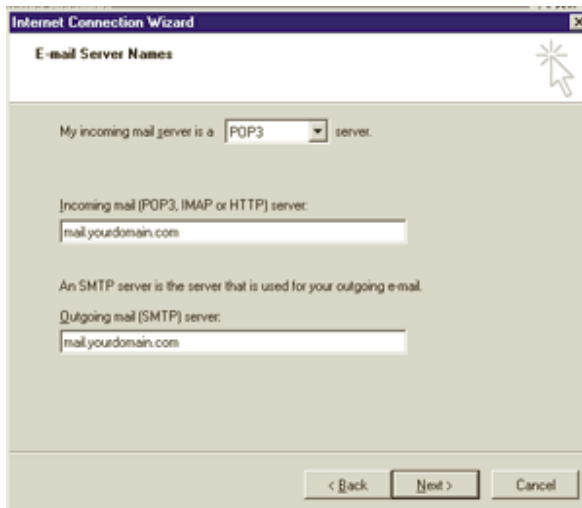 Internet Connection Wizard
E-mail Server Names
My incoming mail server is a POP3 server.
Incoming mail (POP3, IMAP or HTTP) server:
mail.yourdomain.com
An SMTP server is the server that is used for your outgoing e-mail.
Outgoing mail (SMTP) server:
mail.yourdomain.com
< Back Next > Cancel